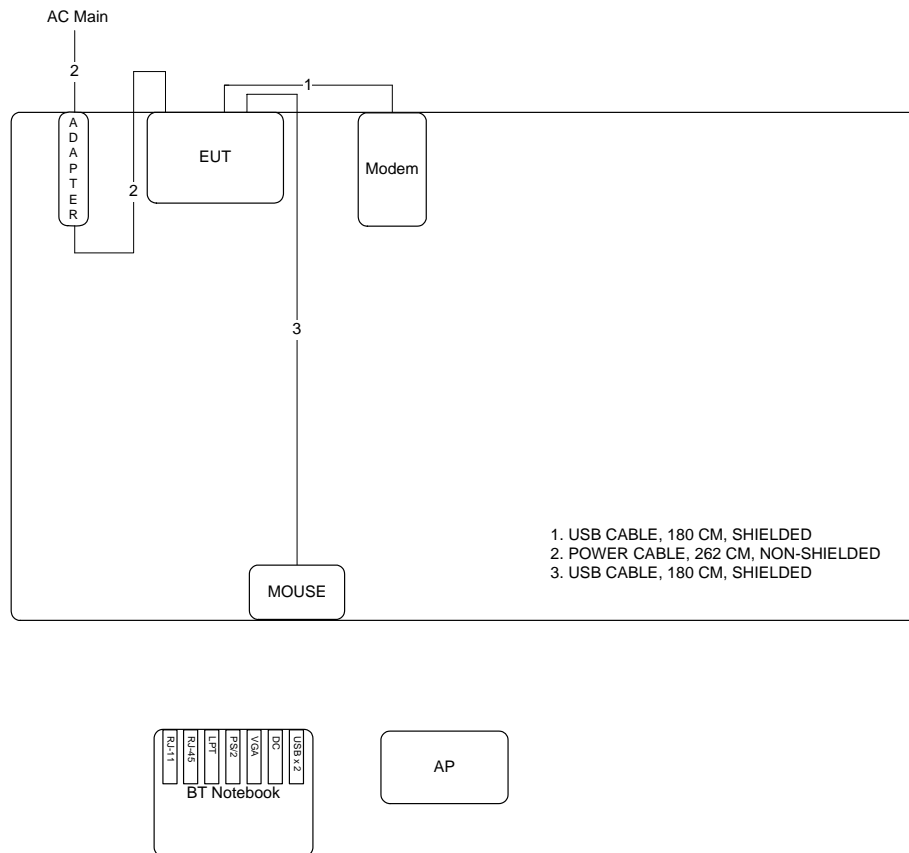 AC Main
2
1
ADAPTER
EUT
Modem
2
3
1. USB CABLE, 180 CM, SHIELDED
2. POWER CABLE, 262 CM, NON-SHIELDED
3. USB CABLE, 180 CM, SHIELDED
MOUSE
RJ-11
RJ-45
LPT
PS/2
VGA
DC
USB x 2
BT Notebook
AP